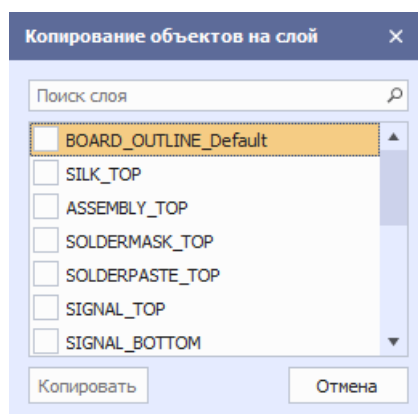 Копирование объектов на слой
Поиск слоя
BOARD_OUTLINE_Default
SILK_TOP
ASSEMBLY_TOP
SOLDERMASK_TOP
SOLDERPASTE_TOP
SIGNAL_TOP
SIGNAL_BOTTOM
Копировать Отмена